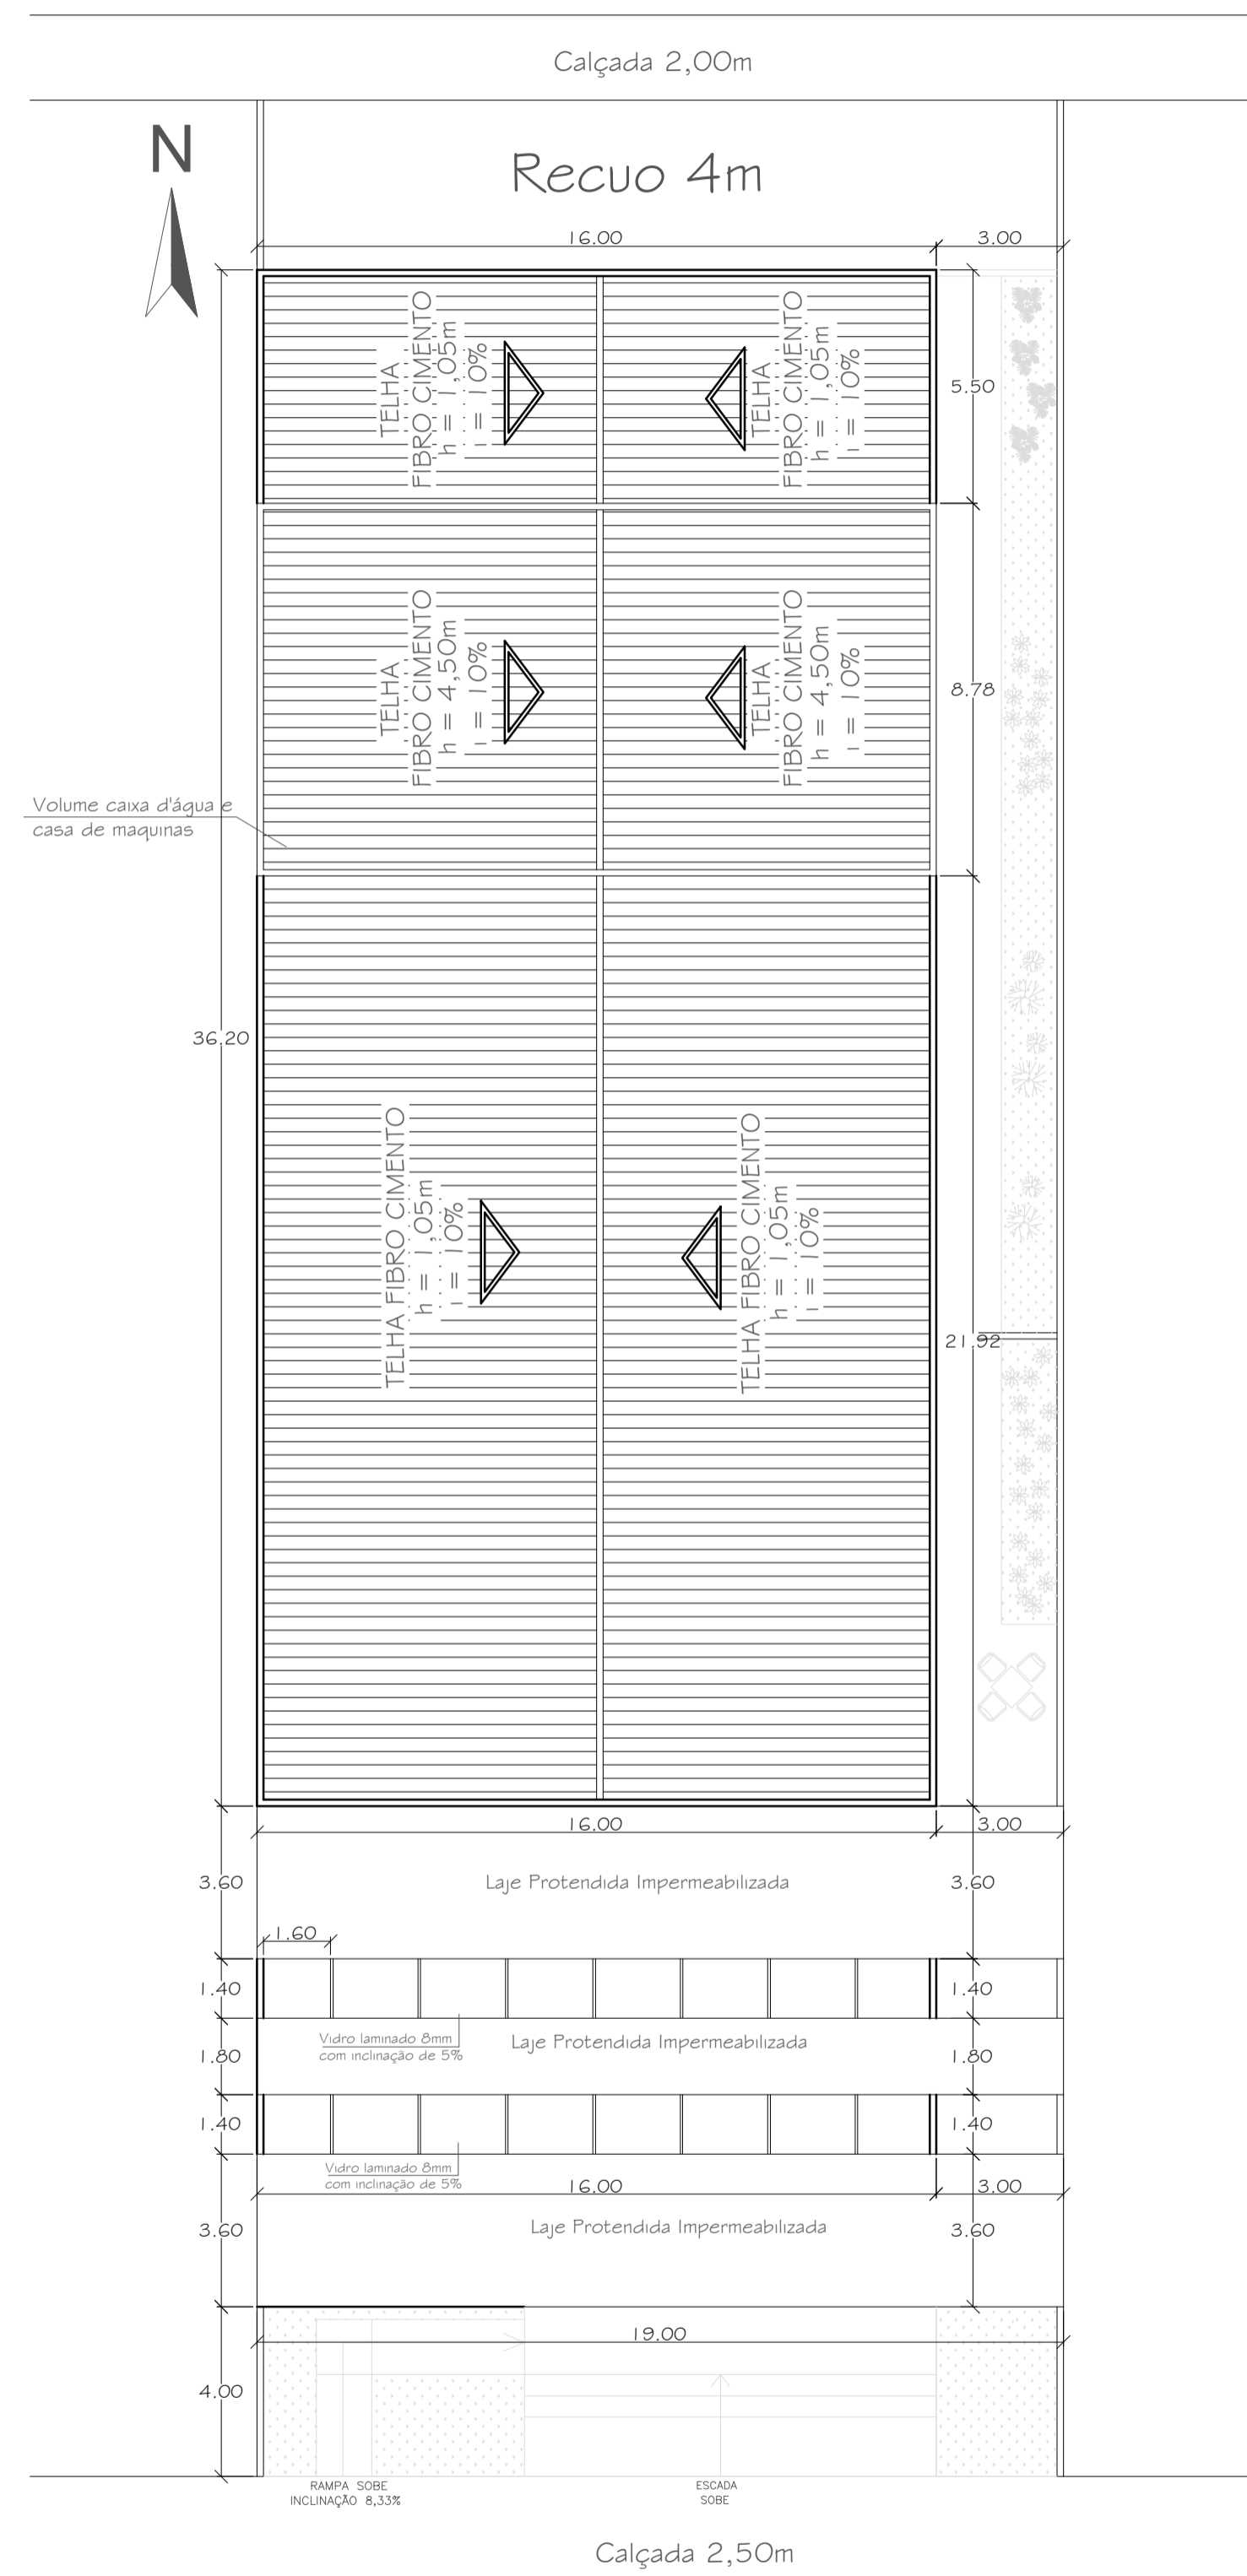 Calçada 2,00m
N
Recuo 4m
16.00
3.00
TELHA
FIBRO CIMENTO
h = 1,05m
i = 10%
TELHA
FIBRO CIMENTO
h = 1,05m
i = 10%
5.50
TELHA
FIBRO CIMENTO
h = 4,50m
i = 10%
TELHA
FIBRO CIMENTO
h = 4,50m
i = 10%
8.78
Volume caixa d'água e
casa de maquinas
36.20
TELHA FIBRO CIMENTO
h = 1,05m
i = 10%
TELHA FIBRO CIMENTO
h = 1,05m
i = 10%
21.92
16.00
3.00
3.60
Laje Protendida Impermeabilizada
3.60
1.60
1.40
1.40
Vidro laminado 8mm
com inclinação de 5%
Laje Protendida Impermeabilizada
1.80
1.80
1.40
1.40
Vidro laminado 8mm
com inclinação de 5%
16.00
3.00
3.60
Laje Protendida Impermeabilizada
3.60
19.00
4.00
RAMPA SOBE
INCLINAÇÃO 8,33%
ESCADA
SOBE
Calçada 2,50m